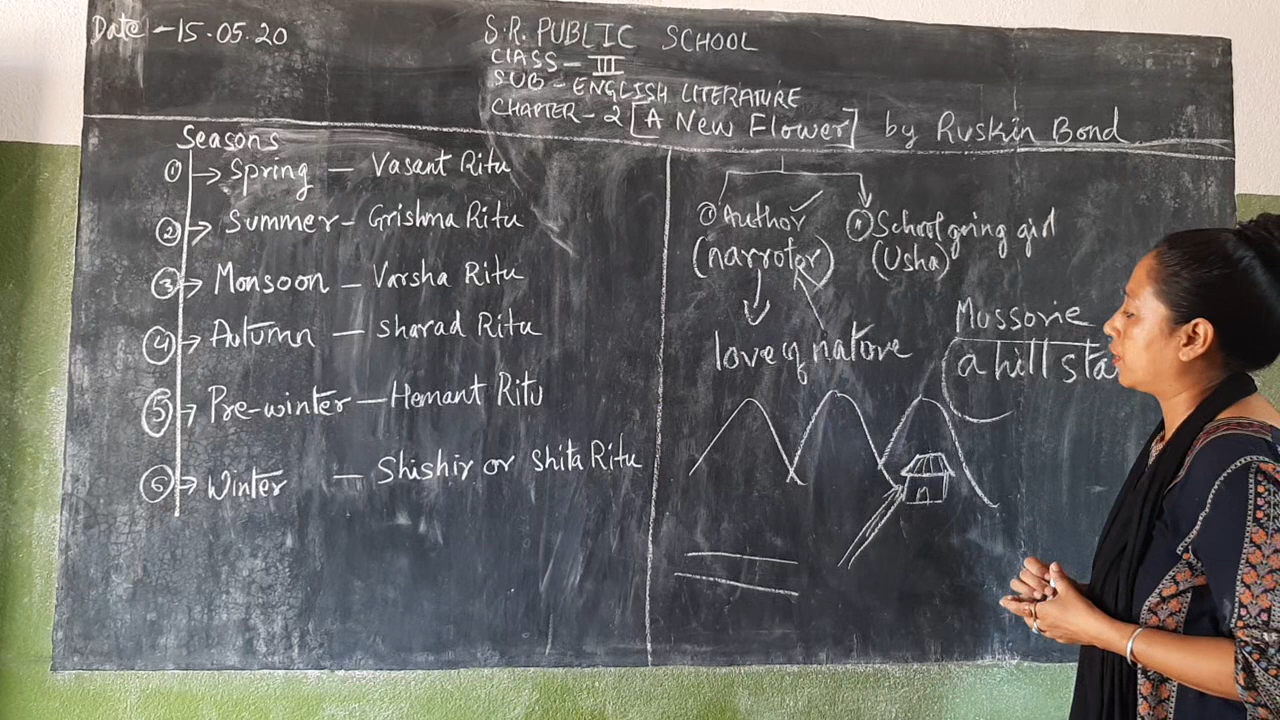 Date - 15.05.20
S.R. PUBLIC SCHOOL
CLASS - III
SUB - ENGLISH LITERATURE
CHAPTER - 2 [A New Flower] by Ruskin Bond
Seasons
① → Spring — Vasant Ritu
② → Summer - Grishma Ritu
③ → Monsoon — Varsha Ritu
④ → Autumn — Sharad Ritu
⑤ → Pre-winter — Hemant Ritu
⑥ → Winter — Shishir or Shita Ritu
① Author ✓
(narrotor)
School going girl
(Usha)
love of nature
Mussorie
a hill sta